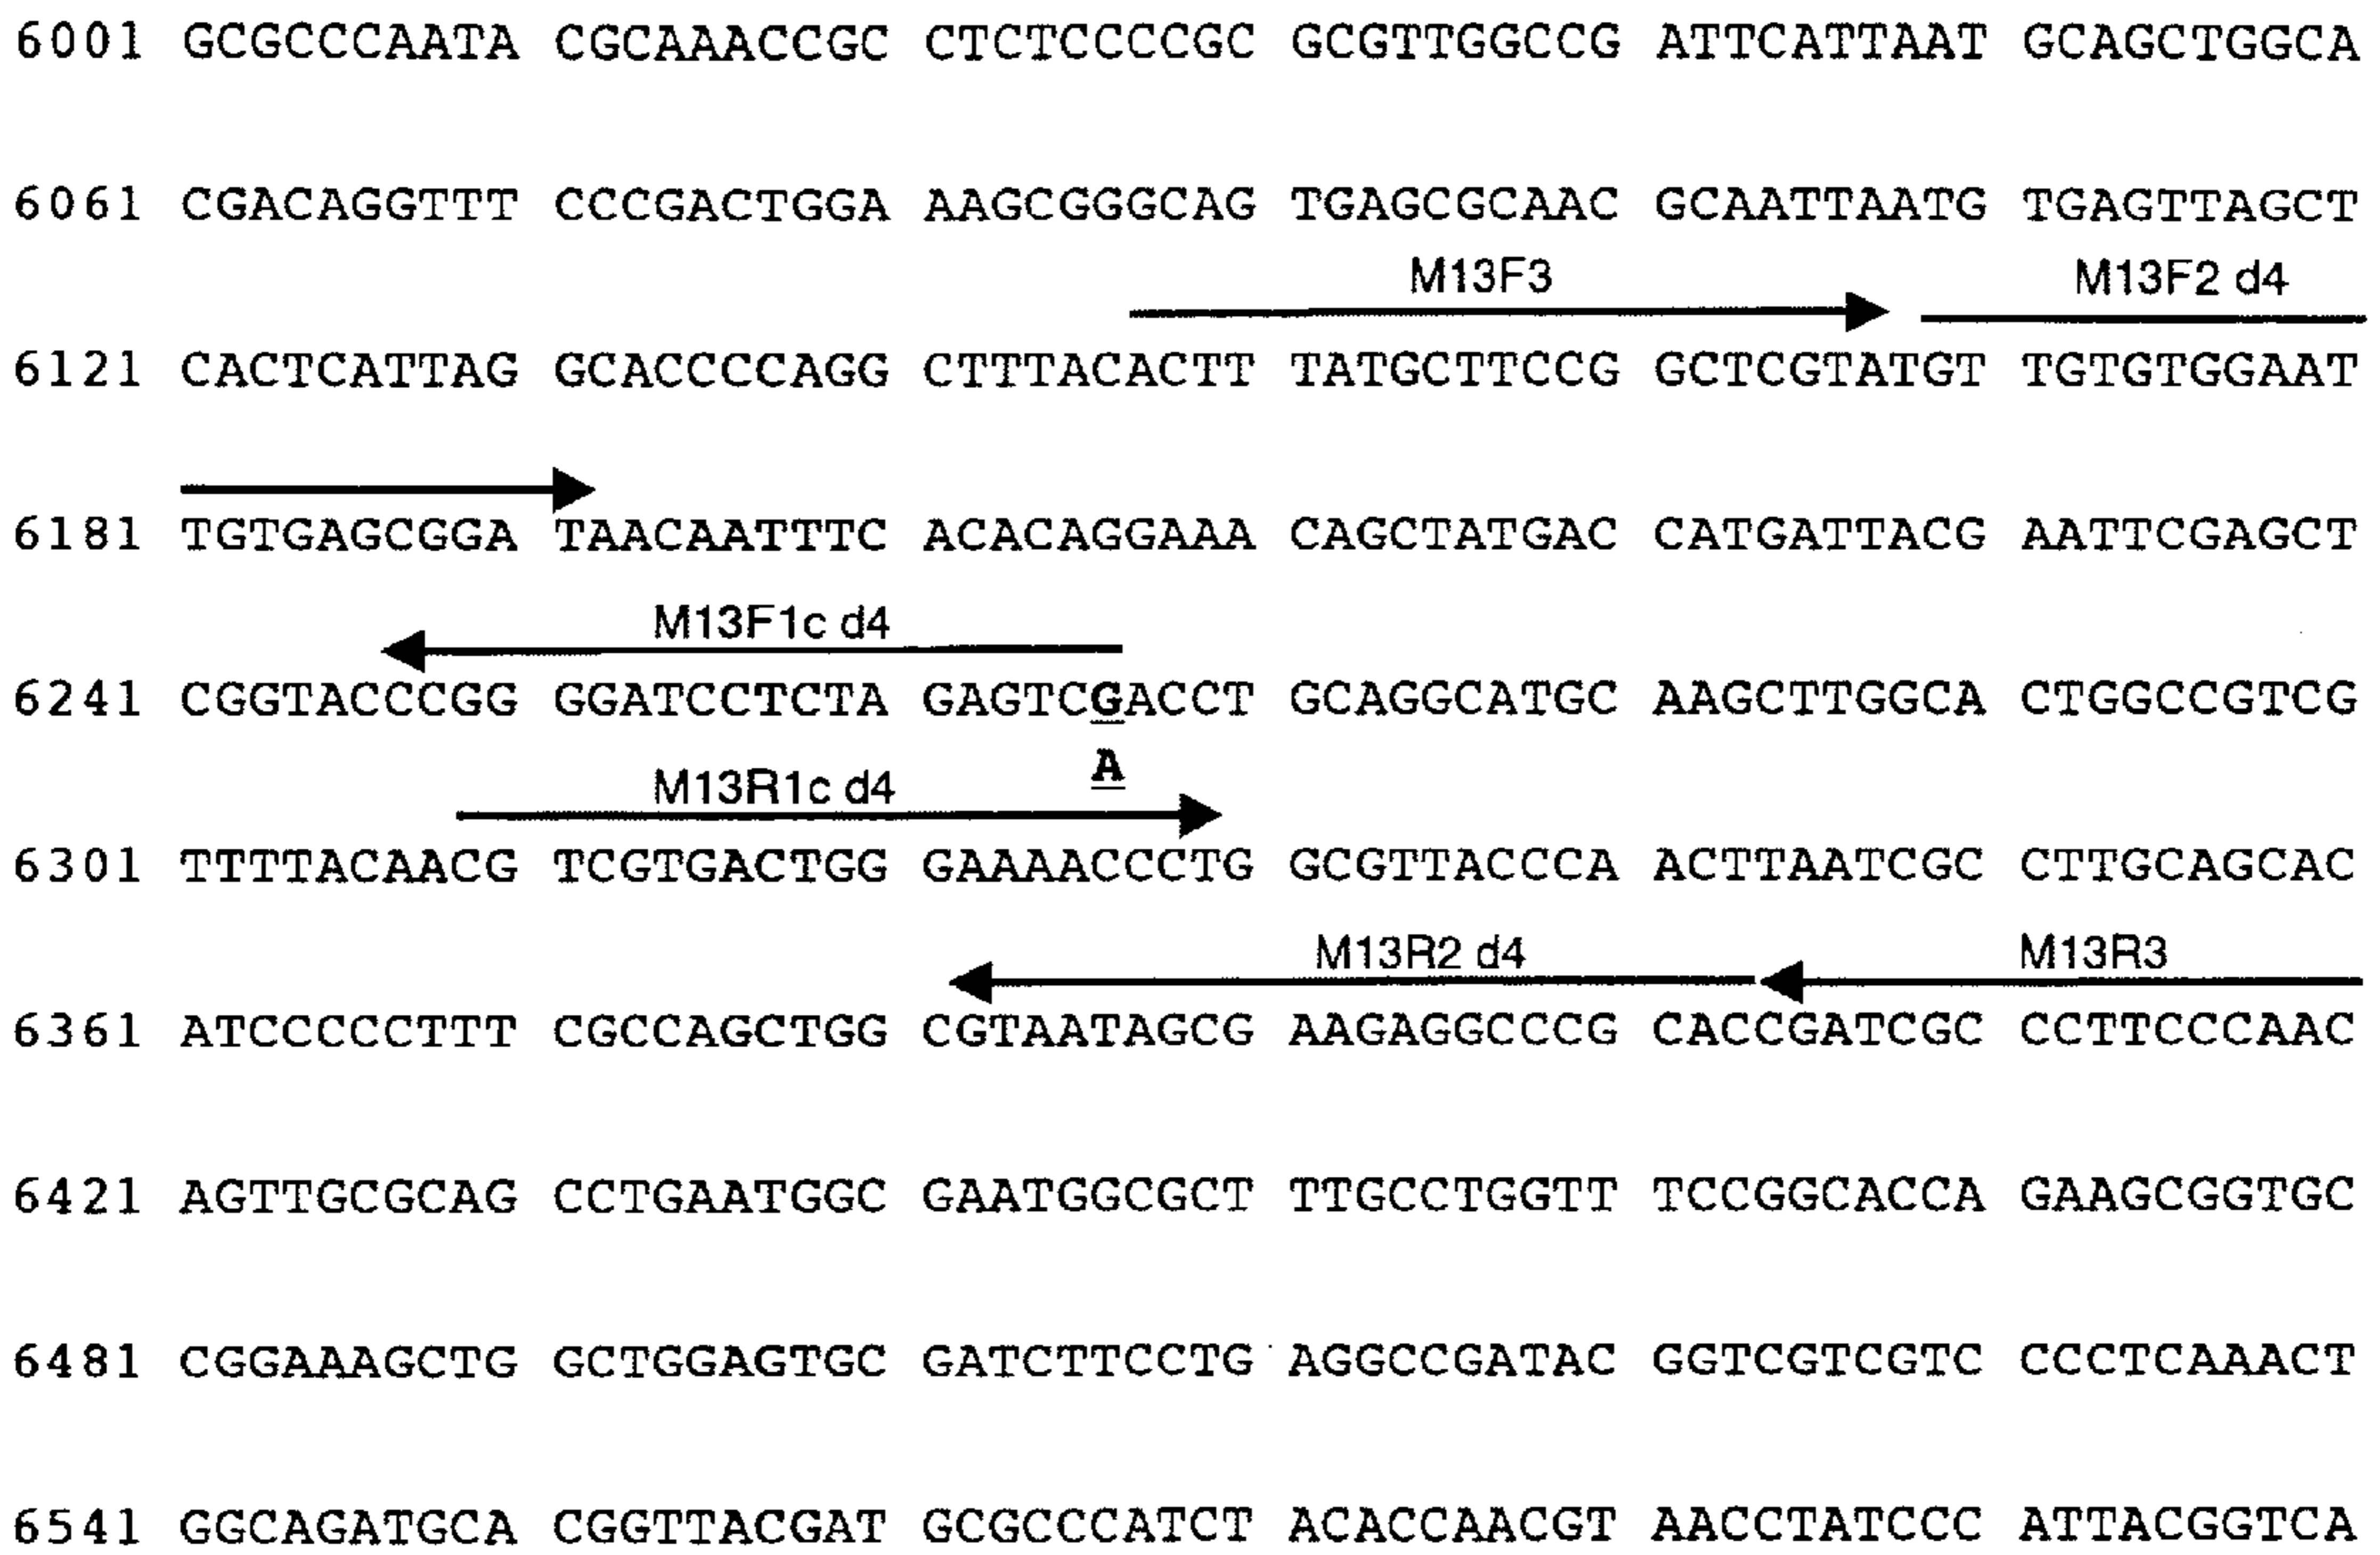 6001 GCGCCCAATA CGCAAACCGC CTCTCCCCGC GCGTTGGCCG ATTCATTAAT GCAGCTGGCA
6061 CGACAGGTTT CCCGACTGGA AAGCGGGCAG TGAGCGCAAC GCAATTAATG TGAGTTAGCT
M13F3 M13F2 d4
6121 CACTCATTAG GCACCCCAGG CTTTACACTT TATGCTTCCG GCTCGTATGT TGTGTGGAAT
6181 TGTGAGCGGA TAACAATTTC ACACAGGAAA CAGCTATGAC CATGATTACG AATTCGAGCT
M13F1c d4
6241 CGGTACCCGG GGATCCTCTA GAGTCGACCT GCAGGCATGC AAGCTTGGCA CTGGCCGTCG
A
M13R1c d4
6301 TTTTACAACG TCGTGACTGG GAAAACCCTG GCGTTACCCA ACTTAATCGC CTTGCAGCAC
M13R2 d4 M13R3
6361 ATCCCCCTTT CGCCAGCTGG CGTAATAGCG AAGAGGCCCG CACCGATCGC CCTTCCCAAC
6421 AGTTGCGCAG CCTGAATGGC GAATGGCGCT TTGCCTGGTT TCCGGCACCA GAAGCGGTGC
6481 CGGAAAGCTG GCTGGAGTGC GATCTTCCTG AGGCCGATAC GGTCGTCGTC CCCTCAAACT
6541 GGCAGATGCA CGGTTACGAT GCGCCCATCT ACACCAACGT AACCTATCCC ATTACGGTCA